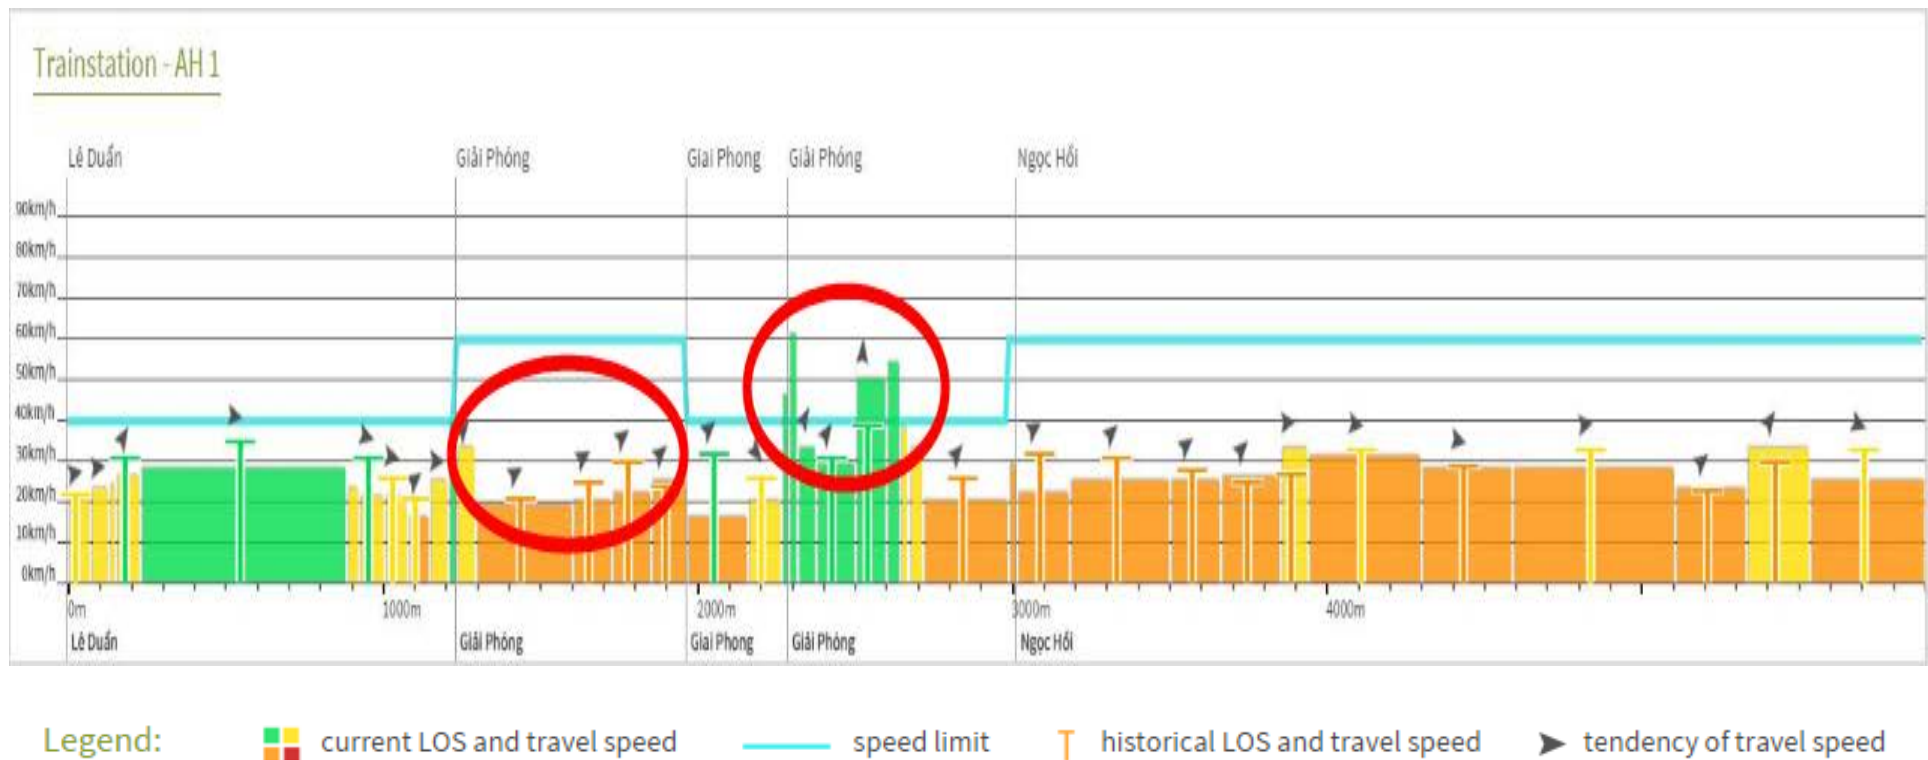 Trainstation - AH 1
Lê Duẩn Giải Phóng Giai Phong Giải Phóng Ngọc Hồi
90km/h
80km/h
70km/h
60km/h
50km/h
40km/h
30km/h
20km/h
10km/h
0km/h
0m 1000m 2000m 3000m 4000m
Lê Duẩn Giải Phóng Giai Phong Giải Phóng Ngọc Hồi
Legend: current LOS and travel speed speed limit historical LOS and travel speed tendency of travel speed